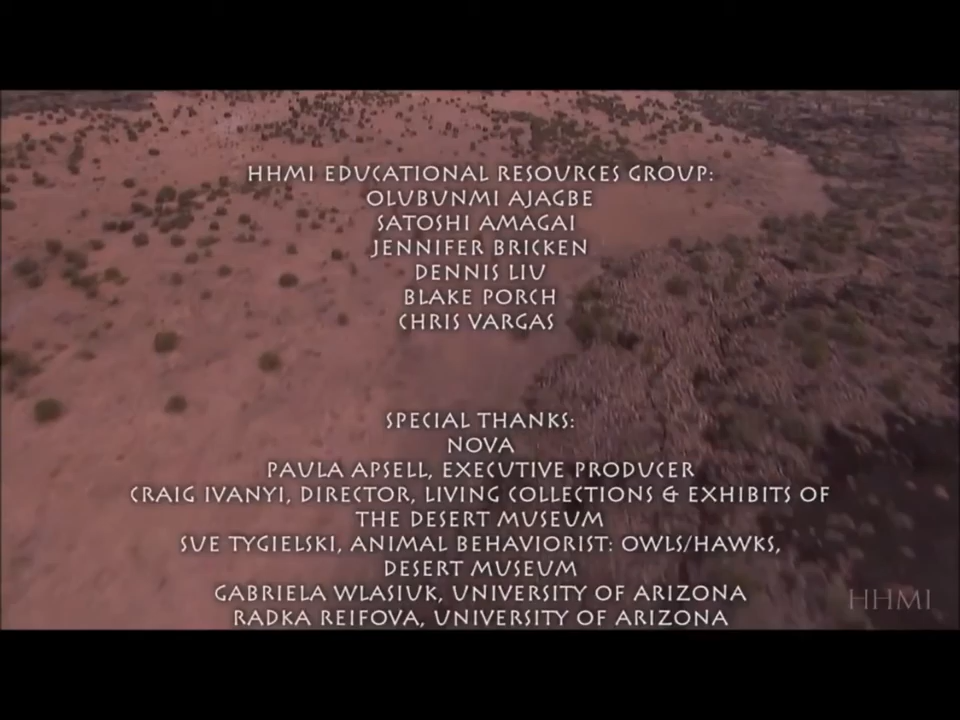 HHMI EDUCATIONAL RESOURCES GROUP:
OLUBUNMI AJAGBE
SATOSHI AMAGAI
JENNIFER BRICKEN
DENNIS LIU
BLAKE PORCH
CHRIS VARGAS
SPECIAL THANKS:
NOVA
PAULA APSELL, EXECUTIVE PRODUCER
CRAIG IVANYI, DIRECTOR, LIVING COLLECTIONS & EXHIBITS OF
THE DESERT MUSEUM
SUE TYGIELSKI, ANIMAL BEHAVIORIST: OWLS/HAWKS,
DESERT MUSEUM
GABRIELA WLASIUK, UNIVERSITY OF ARIZONA
RADKA REIFOVA, UNIVERSITY OF ARIZONA
HHMI